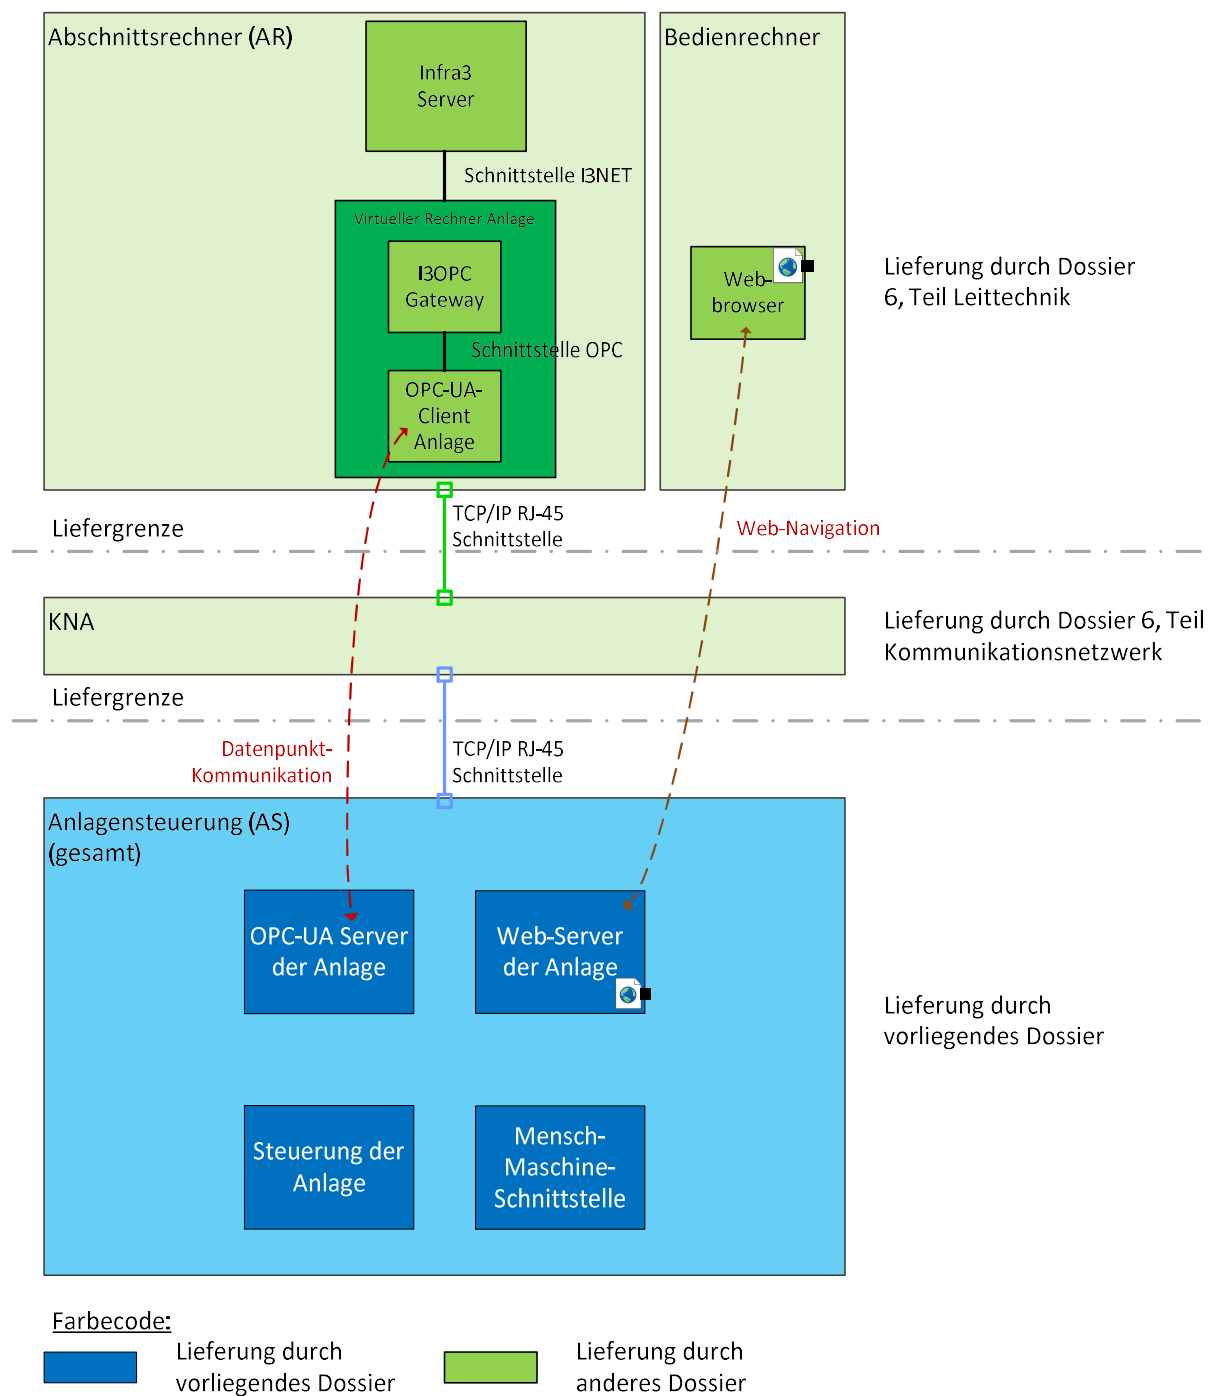 Abschnittsrechner (AR)
Infra3
Server
Schnittstelle I3NET
Virtueller Rechner Anlage
I3OPC
Gateway
Schnittstelle OPC
OPC-UA-
Client
Anlage
Bedienrechner
Web-
browser
Lieferung durch Dossier
6, Teil Leittechnik
TCP/IP RJ-45
Schnittstelle
Liefergrenze
Web-Navigation
KNA
Lieferung durch Dossier 6, Teil
Kommunikationsnetzwerk
Liefergrenze
Datenpunkt-
Kommunikation
TCP/IP RJ-45
Schnittstelle
Anlagensteuerung (AS)
(gesamt)
OPC-UA Server
der Anlage
Web-Server
der Anlage
Lieferung durch
vorliegendes Dossier
Steuerung der
Anlage
Mensch-
Maschine-
Schnittstelle
Farbecode:
Lieferung durch
vorliegendes Dossier
Lieferung durch
anderes Dossier